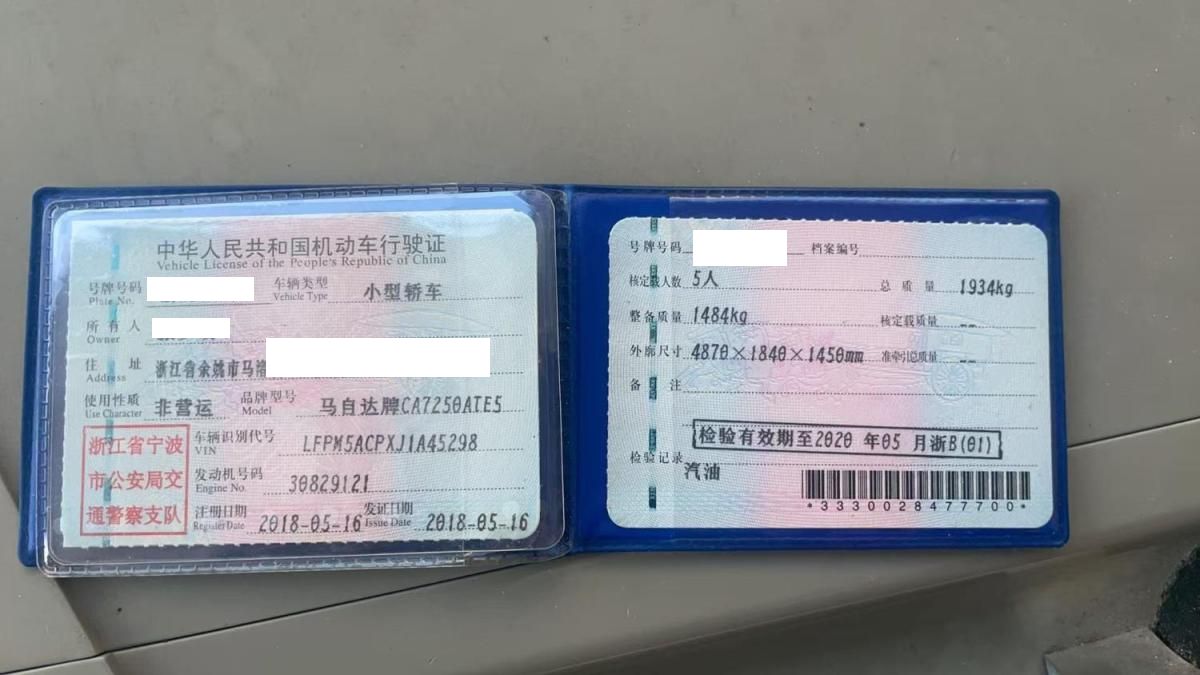 中华人民共和国机动车行驶证
Vehicle License of the People's Republic of China
号牌号码 Plate No. 车辆类型 Vehicle Type 小型轿车
所有人 Owner
住址 Address 浙江省余姚市马渚
使用性质 Use Character 非营运 品牌型号 Model 马自达牌CA7250ATE5
浙江省宁波
市公安局交
通警察支队
车辆识别代号 VIN LFPM5ACPXJ1A45298
发动机号码 Engine No. 30829121
注册日期 Register Date 2018-05-16 发证日期 Issue Date 2018-05-16
号牌号码 档案编号
核定载人数 5人 总质量 1934kg
整备质量 1484kg 核定载质量 --
外廓尺寸 4870×1840×1450mm 准牵引总质量 --
备注
检验有效期至2020 年05 月浙B(01)
检验记录
汽油
*3330028477700*